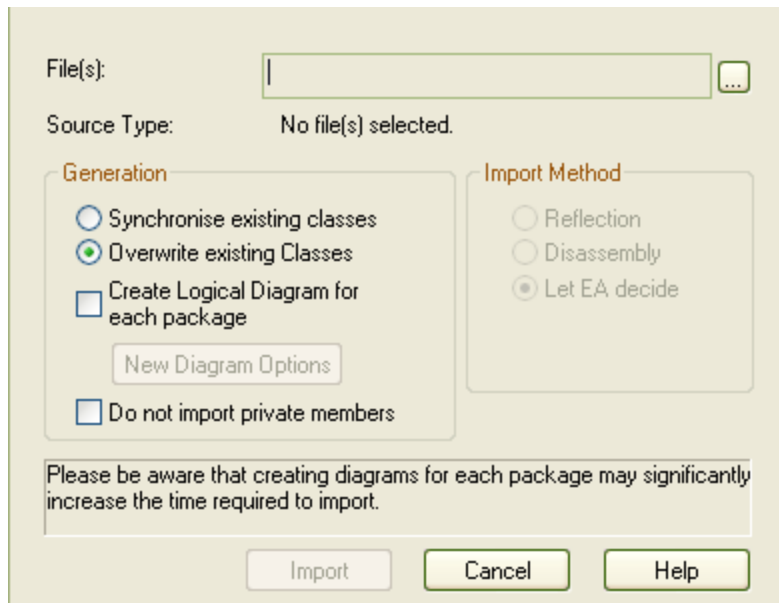 File(s):
...
Source Type: No file(s) selected.
Generation
Synchronise existing classes
Overwrite existing Classes
Create Logical Diagram for
each package
New Diagram Options
Do not import private members
Import Method
Reflection
Disassembly
Let EA decide
Please be aware that creating diagrams for each package may significantly
increase the time required to import.
Import Cancel Help